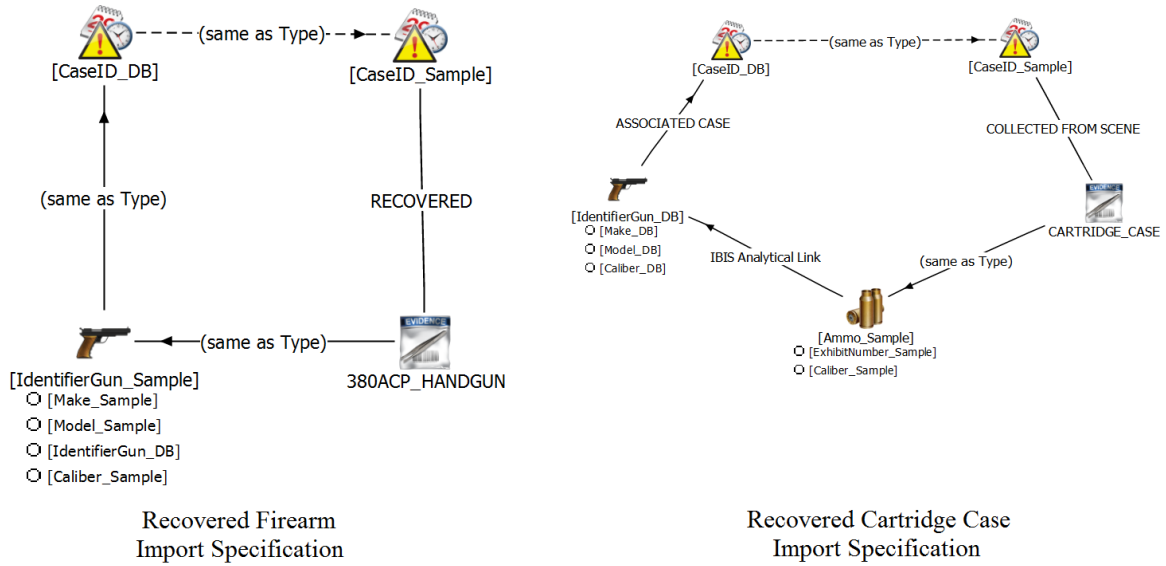 (same as Type)
[CaseID_DB]
[CaseID_Sample]
(same as Type)
RECOVERED
EVIDENCE
(same as Type)
[IdentifierGun_Sample]
380ACP_HANDGUN
[Make_Sample]
[Model_Sample]
[IdentifierGun_DB]
[Caliber_Sample]
Recovered Firearm
Import Specification
(same as Type)
[CaseID_DB]
[CaseID_Sample]
ASSOCIATED CASE
COLLECTED FROM SCENE
EVIDENCE
[IdentifierGun_DB]
CARTRIDGE_CASE
[Make_DB]
[Model_DB]
[Caliber_DB]
IBIS Analytical Link
(same as Type)
[Ammo_Sample]
[ExhibitNumber_Sample]
[Caliber_Sample]
Recovered Cartridge Case
Import Specification